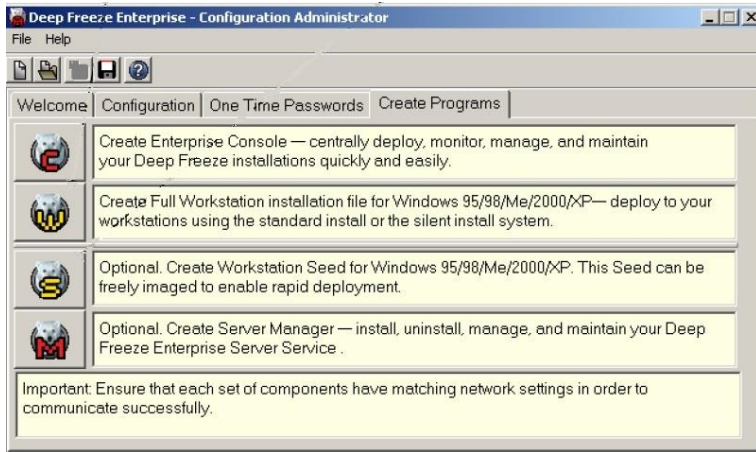 Deep Freeze Enterprise - Configuration Administrator
File Help
Welcome Configuration One Time Passwords Create Programs
C
Create Enterprise Console — centrally deploy, monitor, manage, and maintain
your Deep Freeze installations quickly and easily.
W
Create Full Workstation installation file for Windows 95/98/Me/2000/XP— deploy to your
workstations using the standard install or the silent install system.
S
Optional. Create Workstation Seed for Windows 95/98/Me/2000/XP. This Seed can be
freely imaged to enable rapid deployment.
M
Optional. Create Server Manager — install, uninstall, manage, and maintain your Deep
Freeze Enterprise Server Service .
Important: Ensure that each set of components have matching network settings in order to
communicate successfully.